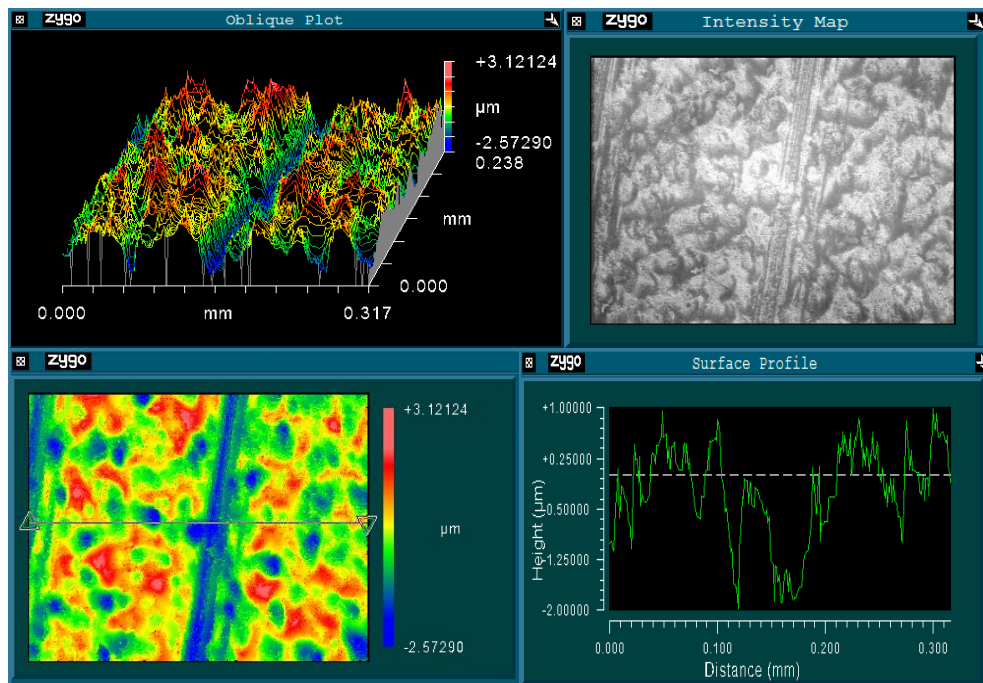 zygo
Oblique Plot
+3.12124
µm
-2.57290
0.238
mm
0.000
0.000
mm
0.317
zygo
Intensity Map
zygo
+3.12124
µm
-2.57290
zygo
Surface Profile
+1.00000
+0.25000
-0.50000
-1.25000
-2.00000
Height (µm)
0.000
0.100
0.200
0.300
Distance (mm)